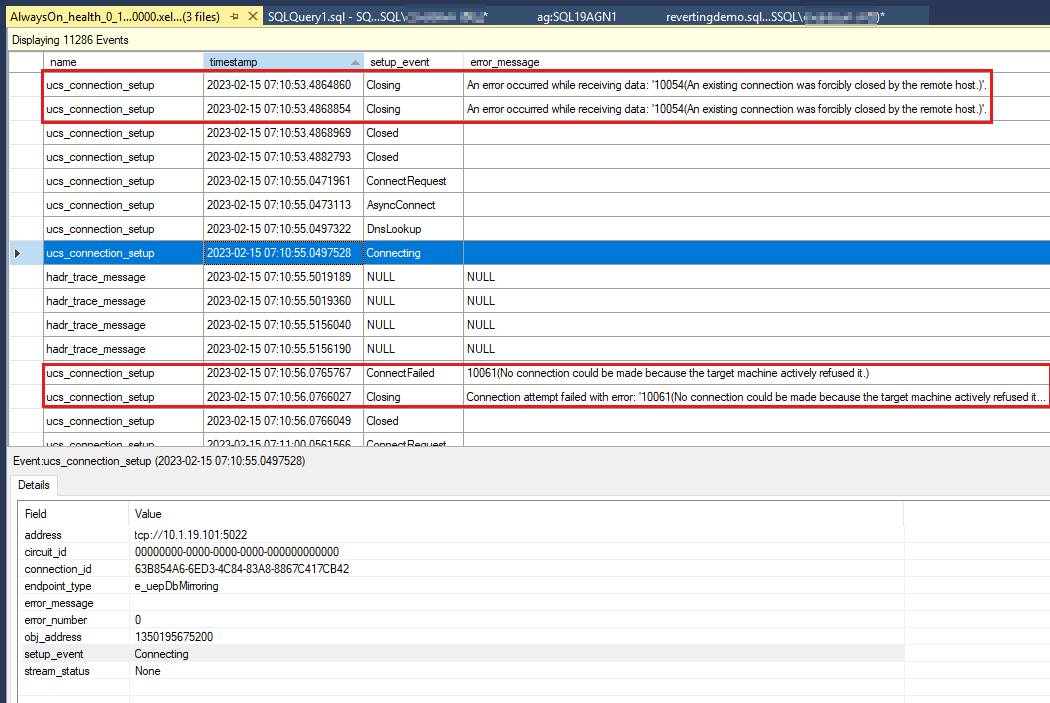 AlwaysOn_health_0_1...0000.xel...(3 files) SQLQuery1.sql - SQ...SQL\ * ag:SQL19AGN1 revertingdemo.sql...SSQL\ )*
Displaying 11286 Events
name timestamp setup_event error_message
ucs_connection_setup 2023-02-15 07:10:53.4864860 Closing An error occurred while receiving data: '10054(An existing connection was forcibly closed by the remote host.)'.
ucs_connection_setup 2023-02-15 07:10:53.4868854 Closing An error occurred while receiving data: '10054(An existing connection was forcibly closed by the remote host.)'.
ucs_connection_setup 2023-02-15 07:10:53.4868969 Closed
ucs_connection_setup 2023-02-15 07:10:53.4882793 Closed
ucs_connection_setup 2023-02-15 07:10:55.0471961 ConnectRequest
ucs_connection_setup 2023-02-15 07:10:55.0473113 AsyncConnect
ucs_connection_setup 2023-02-15 07:10:55.0497322 DnsLookup
ucs_connection_setup 2023-02-15 07:10:55.0497528 Connecting
hadr_trace_message 2023-02-15 07:10:55.5019189 NULL NULL
hadr_trace_message 2023-02-15 07:10:55.5019360 NULL NULL
hadr_trace_message 2023-02-15 07:10:55.5156040 NULL NULL
hadr_trace_message 2023-02-15 07:10:55.5156190 NULL NULL
ucs_connection_setup 2023-02-15 07:10:56.0765767 ConnectFailed 10061(No connection could be made because the target machine actively refused it.)
ucs_connection_setup 2023-02-15 07:10:56.0766027 Closing Connection attempt failed with error: '10061(No connection could be made because the target machine actively refused it...
ucs_connection_setup 2023-02-15 07:10:56.0766049 Closed
ucs_connection_setup 2023-02-15 07:11:00.0561566 ConnectRequest
Event:ucs_connection_setup (2023-02-15 07:10:55.0497528)
Details
Field Value
address tcp://10.1.19.101:5022
circuit_id 00000000-0000-0000-0000-000000000000
connection_id 63B854A6-6ED3-4C84-83A8-8867C417CB42
endpoint_type e_uepDbMirroring
error_message
error_number 0
obj_address 1350195675200
setup_event Connecting
stream_status None